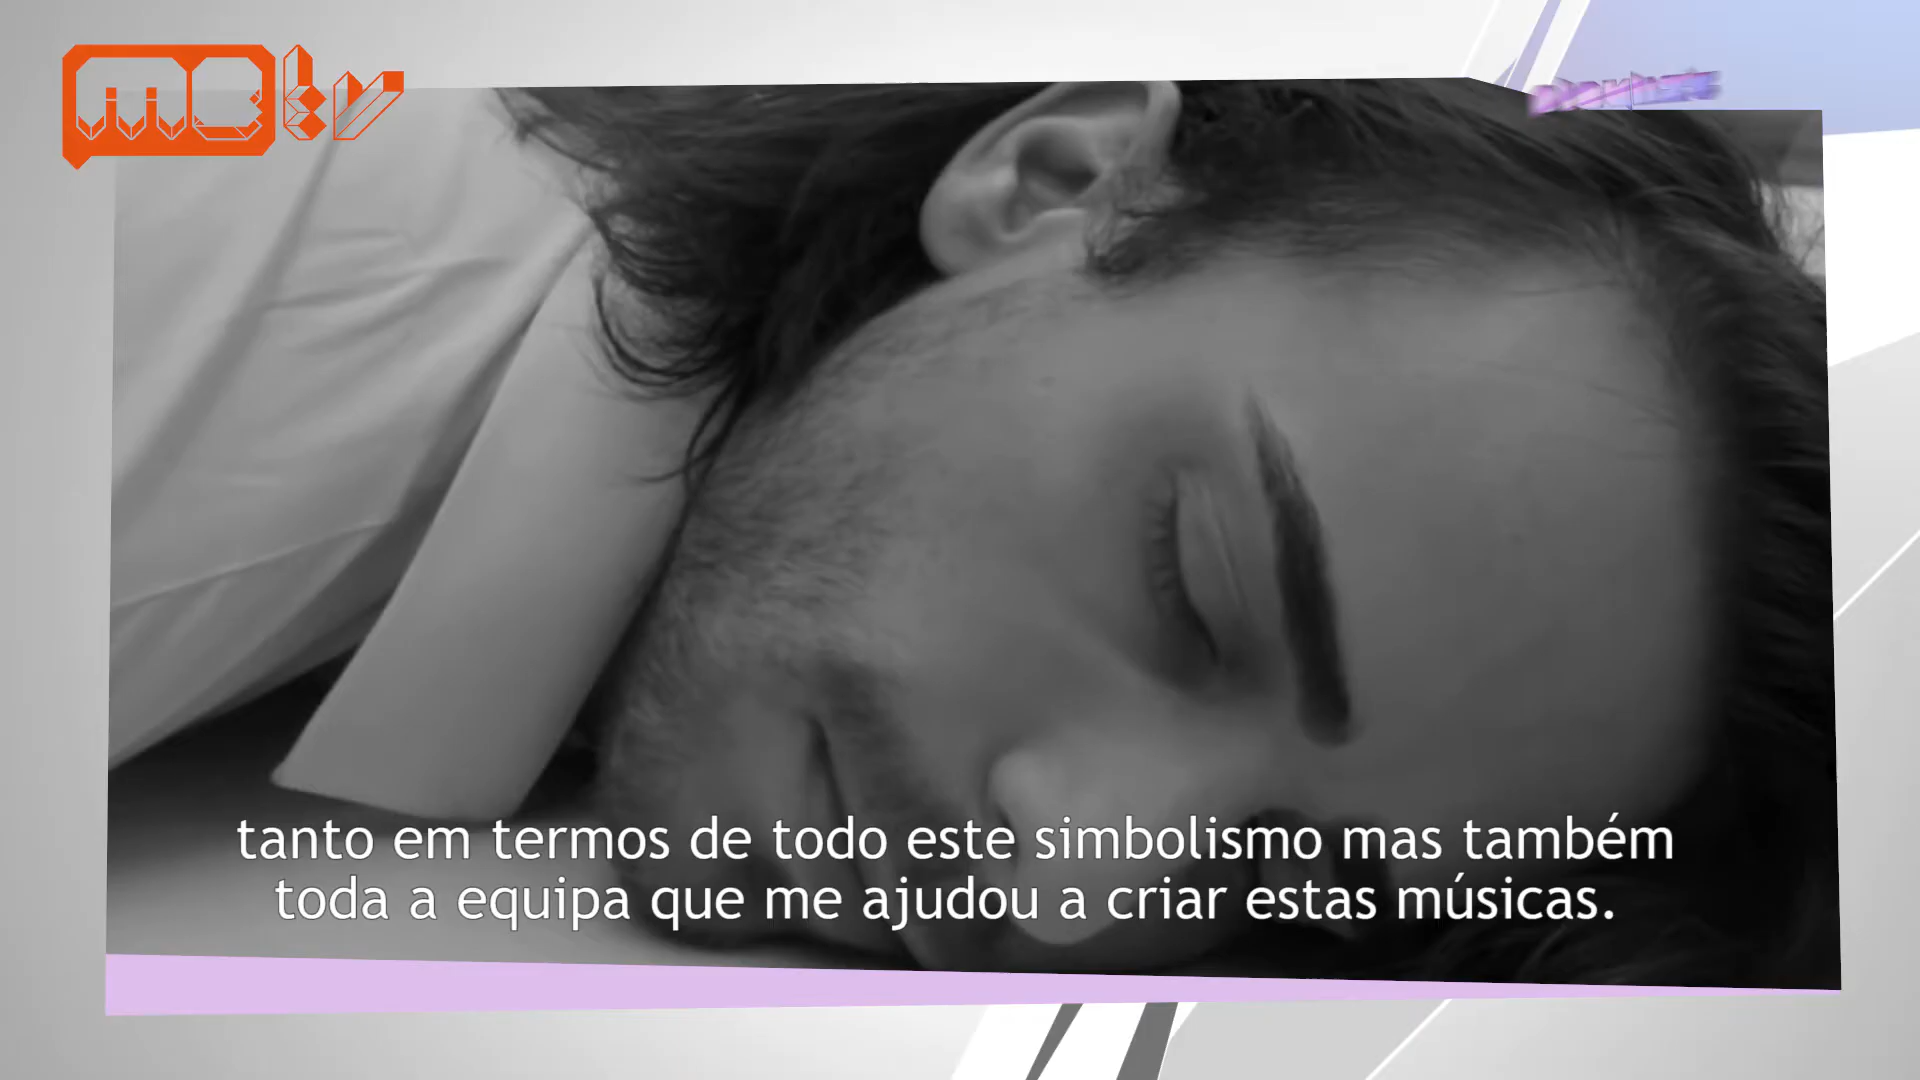 tanto em termos de todo este simbolismo mas também
toda a equipa que me ajudou a criar estas músicas.